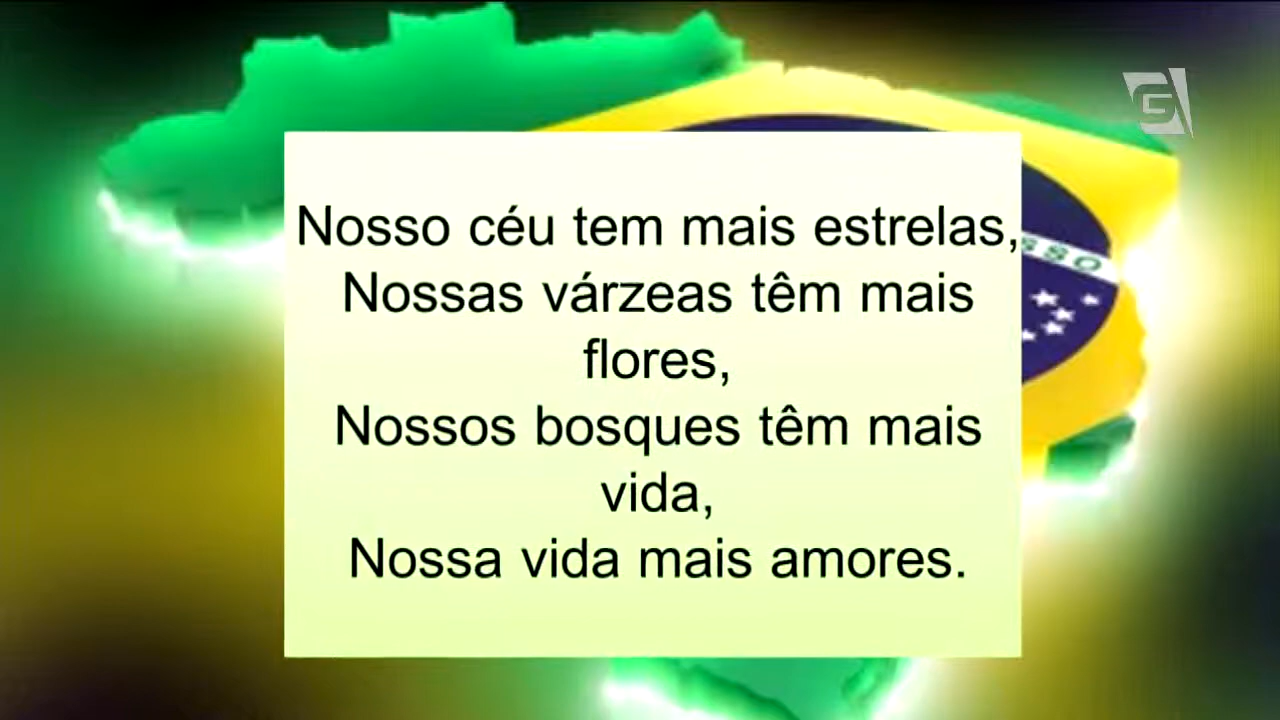 Nosso céu tem mais estrelas,
Nossas várzeas têm mais
flores,
Nossos bosques têm mais
vida,
Nossa vida mais amores.
SSO